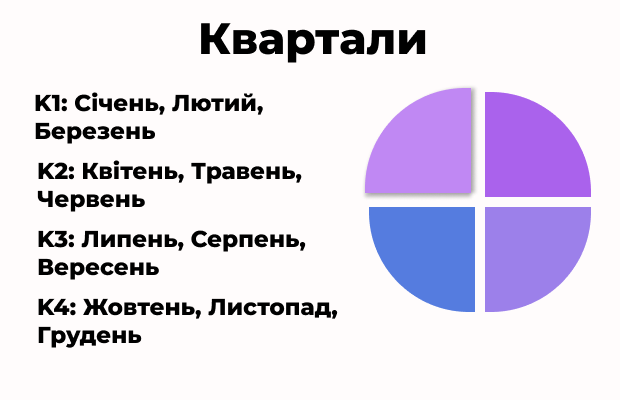 Квартали
К1: Січень, Лютий,
Березень
К2: Квітень, Травень,
Червень
К3: Липень, Серпень,
Вересень
К4: Жовтень, Листопад,
Грудень